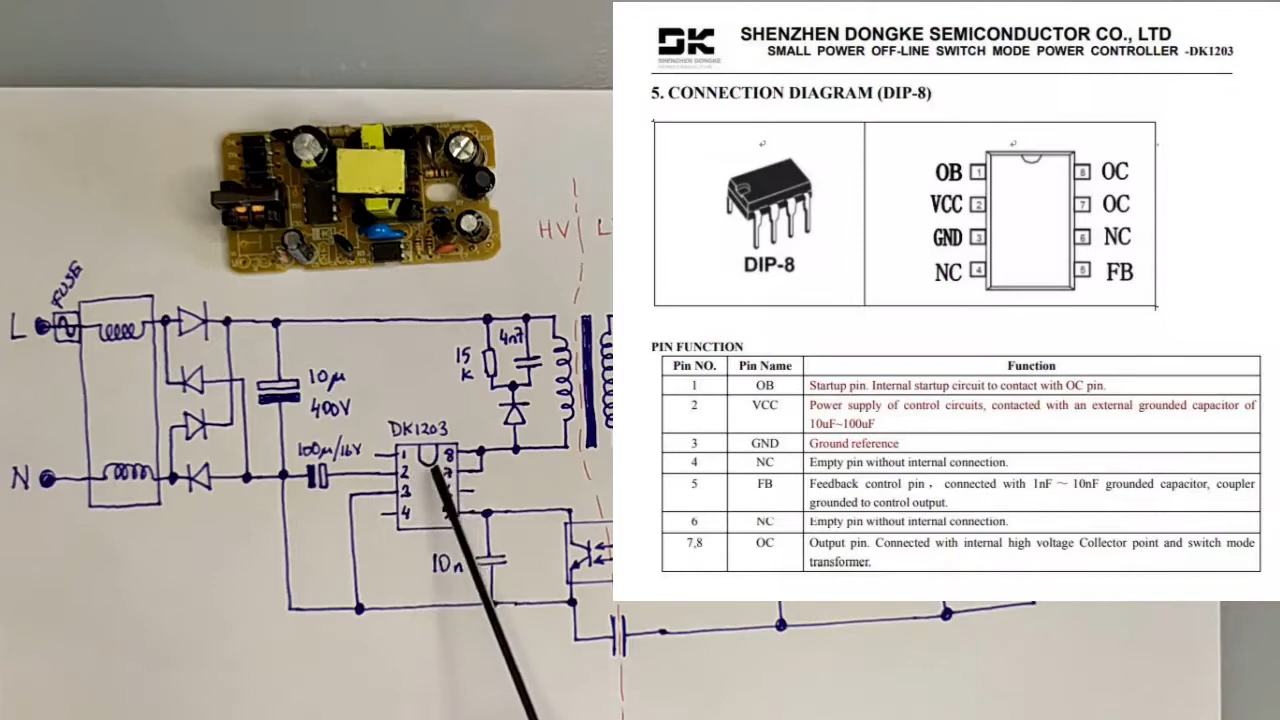 DK
SHENZHEN DONGKE
SHENZHEN DONGKE SEMICONDUCTOR CO., LTD
SMALL POWER OFF-LINE SWITCH MODE POWER CONTROLLER -DK1203
5. CONNECTION DIAGRAM (DIP-8)
DIP-8
OB 1 8 OC
VCC 2 7 OC
GND 3 6 NC
NC 4 5 FB
PIN FUNCTION
Pin NO. Pin Name Function
1 OB Startup pin. Internal startup circuit to contact with OC pin.
2 VCC Power supply of control circuits, contacted with an external grounded capacitor of
10uF~100uF
3 GND Ground reference
4 NC Empty pin without internal connection.
5 FB Feedback control pin , connected with 1nF ~ 10nF grounded capacitor, coupler
grounded to control output.
6 NC Empty pin without internal connection.
7,8 OC Output pin. Connected with internal high voltage Collector point and switch mode
transformer.
HV
L
FUSE
L
N
10µ
400V
15
K
4n7
DK1203
100µ/16V
1 8
2 7
3
4
10n